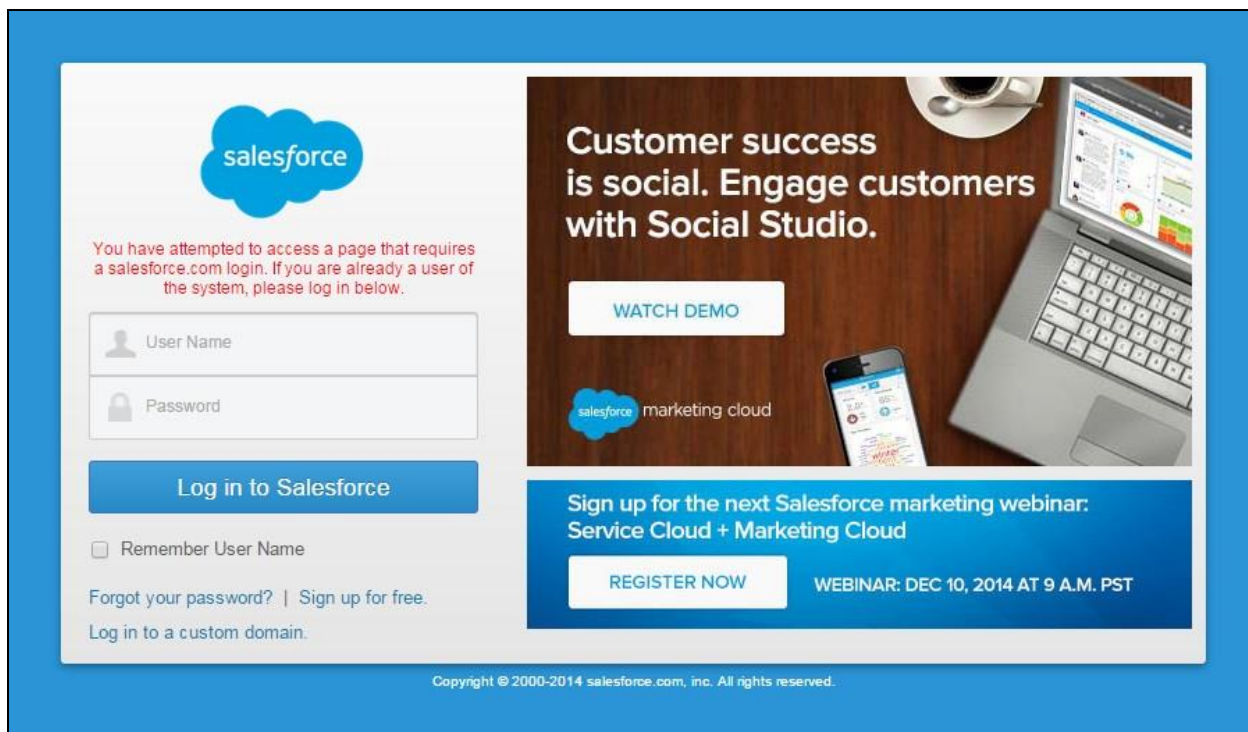 salesforce
You have attempted to access a page that requires
a salesforce.com login. If you are already a user of
the system, please log in below.
User Name
Password
Log in to Salesforce
Remember User Name
Forgot your password? | Sign up for free.
Log in to a custom domain.
Customer success
is social. Engage customers
with Social Studio.
WATCH DEMO
salesforce marketing cloud
winter
Sign up for the next Salesforce marketing webinar:
Service Cloud + Marketing Cloud
REGISTER NOW
WEBINAR: DEC 10, 2014 AT 9 A.M. PST
Copyright © 2000-2014 salesforce.com, inc. All rights reserved.